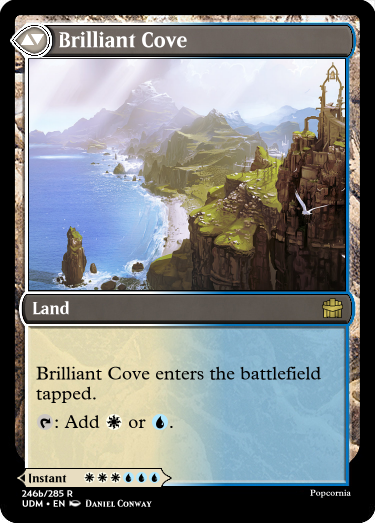 Brilliant Cove
Land
Brilliant Cove enters the battlefield
tapped.
: Add or .
Instant
246b/285 R
UDM • EN Daniel Conway
Popcornia